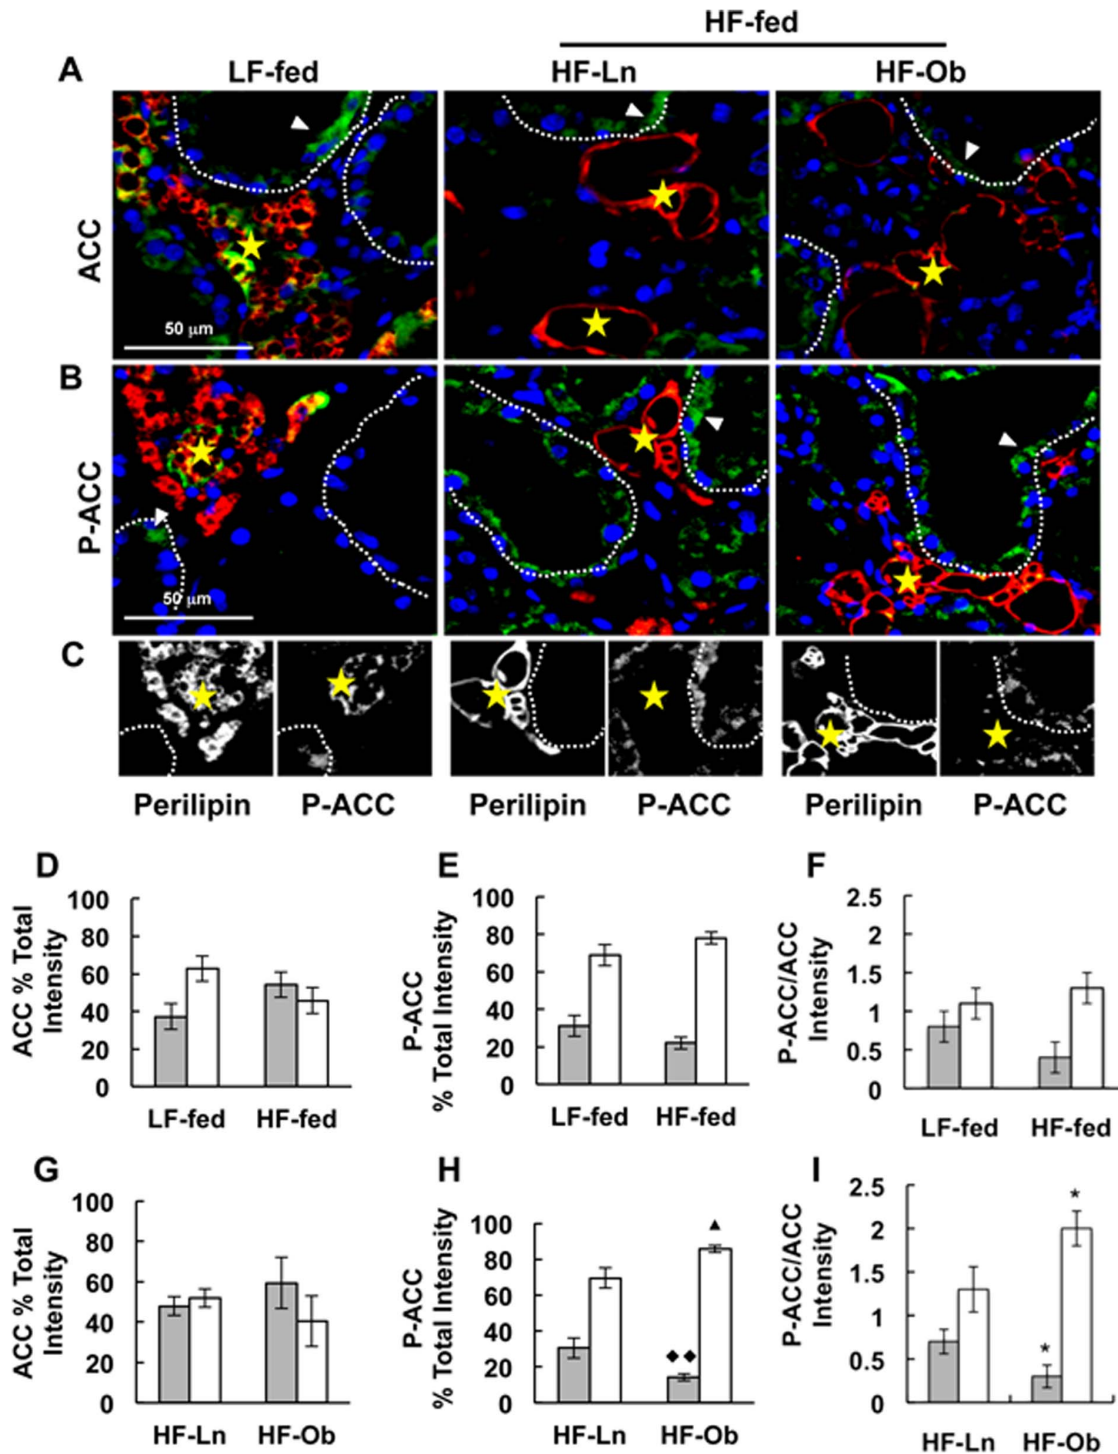 HF-fed
A
LF-fed
HF-Ln
HF-Ob
ACC
50 μm
B
P-ACC
50 μm
C
Perilipin
P-ACC
Perilipin
P-ACC
Perilipin
P-ACC
D
ACC % Total
Intensity
100
80
60
40
20
0
LF-fed
HF-fed
E
P-ACC
% Total Intensity
100
80
60
40
20
0
LF-fed
HF-fed
F
P-ACC/ACC
Intensity
2.5
2
1.5
1
0.5
0
LF-fed
HF-fed
G
ACC % Total
Intensity
100
80
60
40
20
0
HF-Ln
HF-Ob
H
P-ACC
% Total Intensity
100
80
60
40
20
0
◆◆
▲
HF-Ln
HF-Ob
I
P-ACC/ACC
Intensity
2.5
2
1.5
1
0.5
0
*
*
HF-Ln
HF-Ob